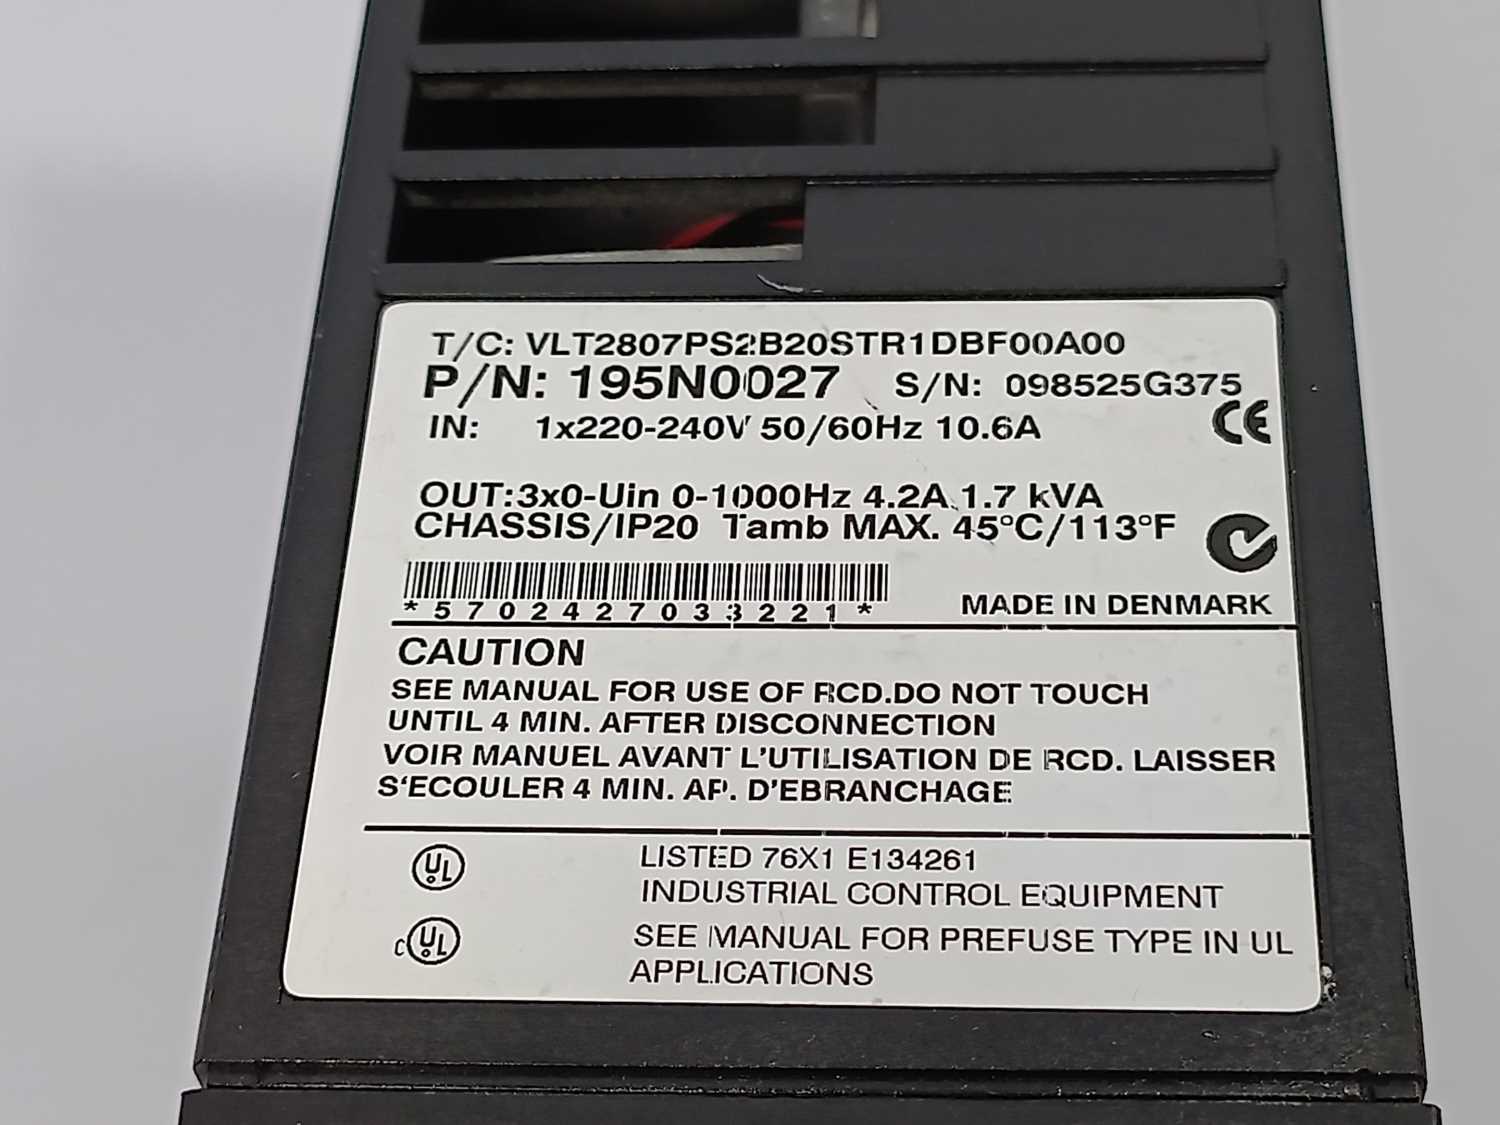 T/C: VLT2807PS2B20STR1DBF00A00
P/N: 195N0027 S/N: 098525G375
IN: 1x220-240V 50/60Hz 10.6A
CE
OUT:3x0-Uin 0-1000Hz 4.2A 1.7 kVA
CHASSIS/IP20 Tamb MAX. 45°C/113°F
*5702427033221*
MADE IN DENMARK
CAUTION
SEE MANUAL FOR USE OF RCD.DO NOT TOUCH
UNTIL 4 MIN. AFTER DISCONNECTION
VOIR MANUEL AVANT L'UTILISATION DE RCD. LAISSER
S'ECOULER 4 MIN. AP. D'EBRANCHAGE
UL LISTED 76X1 E134261
INDUSTRIAL CONTROL EQUIPMENT
c UL SEE MANUAL FOR PREFUSE TYPE IN UL
APPLICATIONS